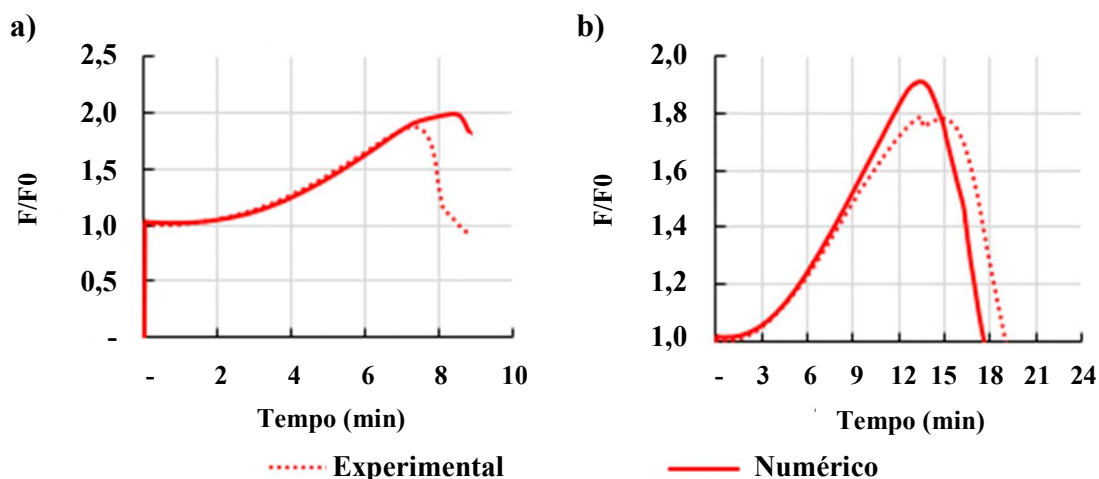 a)
2,5
2,0
1,5
1,0
0,5
-
F/F0
- 2 4 6 8 10
Tempo (min)
b)
2,0
1,8
1,6
1,4
1,2
1,0
F/F0
- 3 6 9 12 15 18 21 24
Tempo (min)
Experimental
Numérico